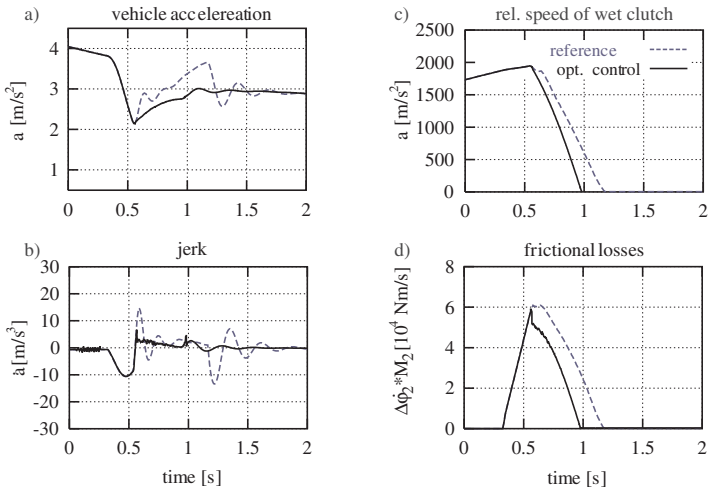 a)
vehicle accelereation
a [m/s²]
4
3
2
1
0
0.5
1
1.5
2
c)
rel. speed of wet clutch
a [m/s²]
2500
2000
1500
1000
500
0
reference
opt. control
0
0.5
1
1.5
2
b)
jerk
a[m/s³]
30
20
10
0
-10
-20
-30
0
0.5
1
1.5
2
time [s]
d)
frictional losses
Δφ̇₂*M₂ [10⁴ Nm/s]
8
6
4
2
0
0
0.5
1
1.5
2
time [s]